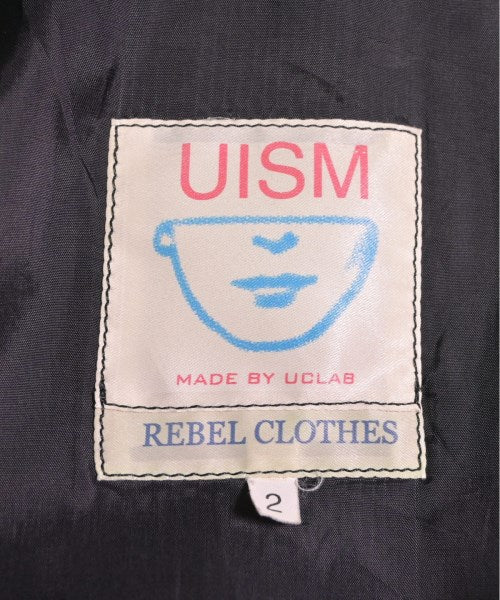 UISM
MADE BY UCLAB
REBEL CLOTHES
2